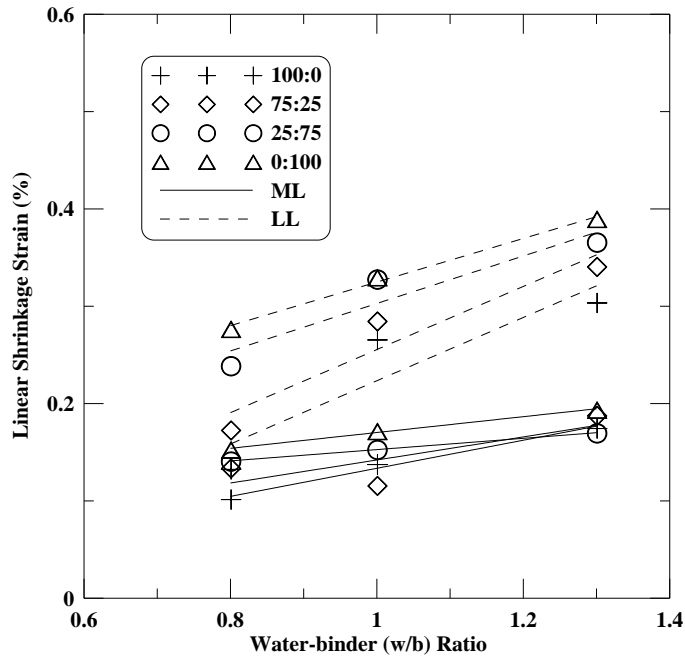 0.6
100:0
75:25
25:75
0:100
ML
LL
0.4
0.2
0
Linear Shrinkage Strain (%)
0.6 0.8 1 1.2 1.4
Water-binder (w/b) Ratio